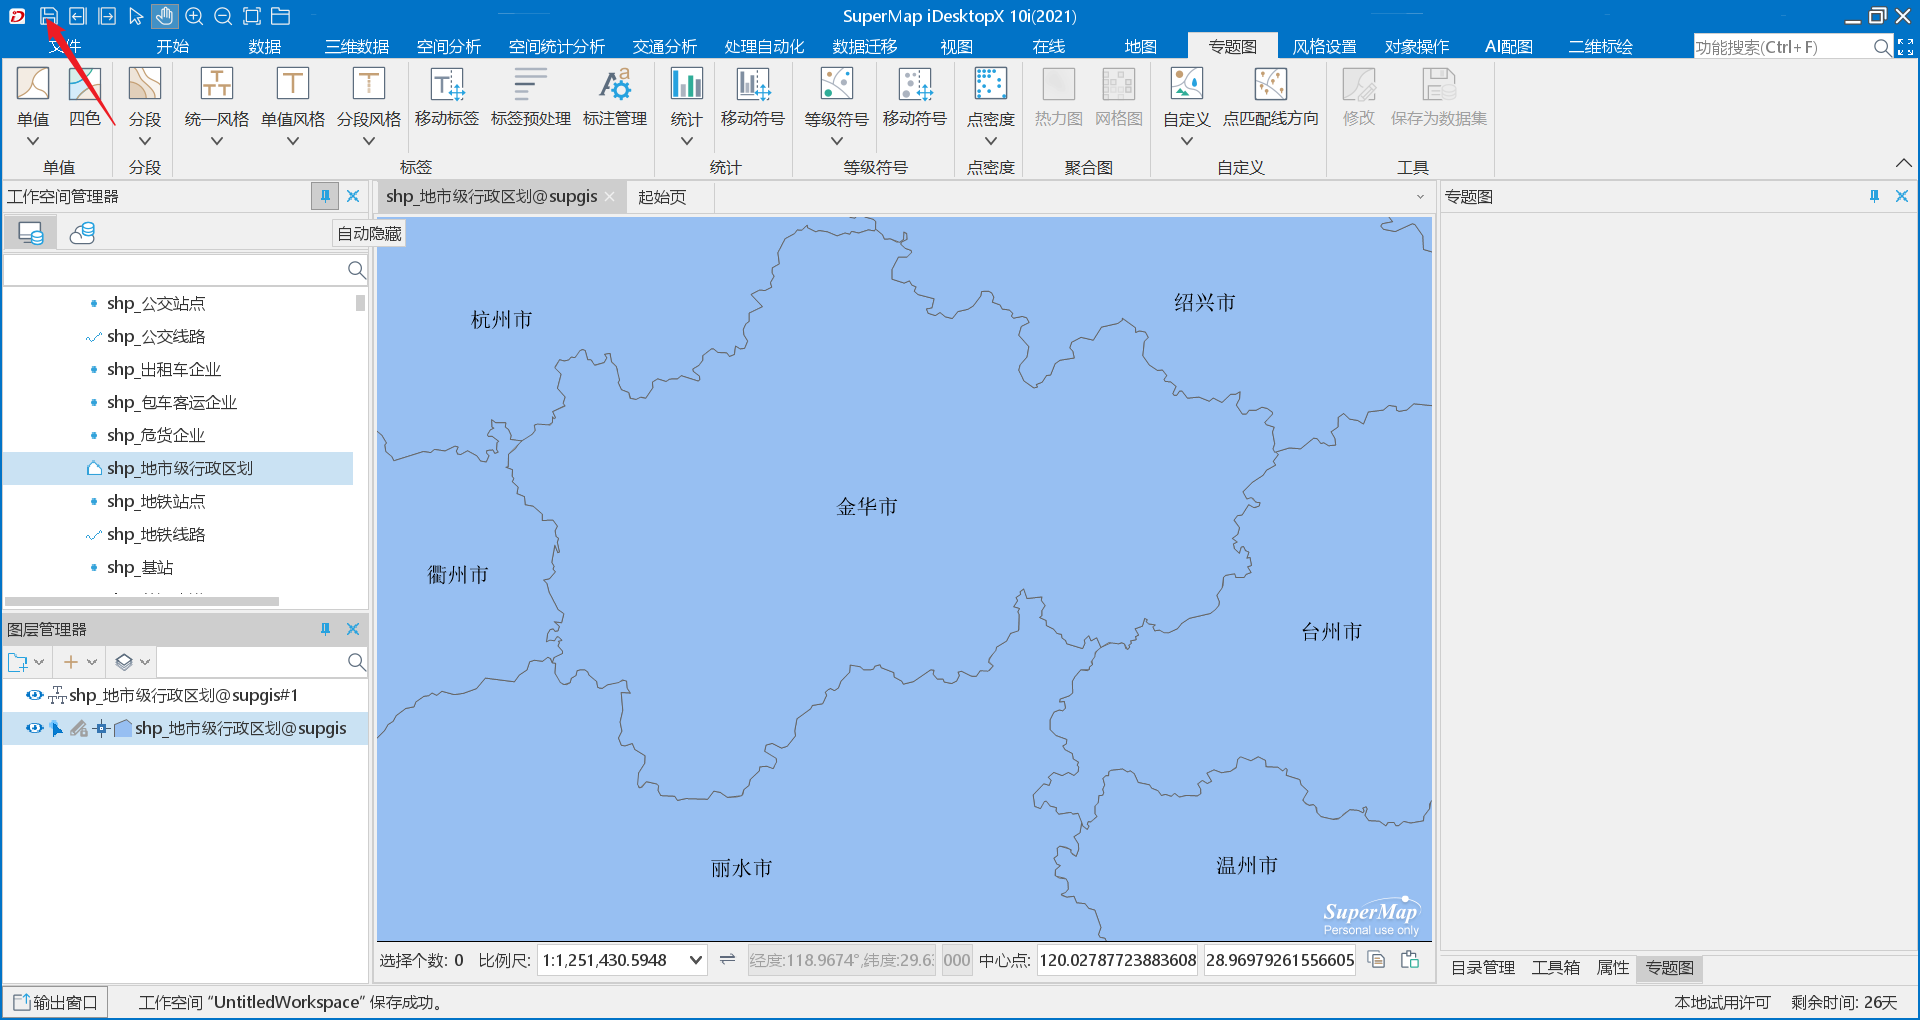 SuperMap iDesktopX 10i(2021)
文件 开始 数据 三维数据 空间分析 空间统计分析 交通分析 处理自动化 数据迁移 视图 在线 地图 专题图 风格设置 对象操作 AI配图 二维标绘 功能搜索(Ctrl+F)
单值 四色 分段 统一风格 单值风格 分段风格 移动标签 标签预处理 标注管理 统计 移动符号 等级符号 移动符号 点密度 热力图 网格图 自定义 点匹配线方向 修改 保存为数据集
单值 分段 标签 统计 等级符号 点密度 聚合图 自定义 工具
工作空间管理器
自动隐藏
shp_公交站点
shp_公交线路
shp_出租车企业
shp_包车客运企业
shp_危货企业
shp_地市级行政区划
shp_地铁站点
shp_地铁线路
shp_基站
图层管理器
shp_地市级行政区划@supgis#1
shp_地市级行政区划@supgis
shp_地市级行政区划@supgis 起始页
杭州市
绍兴市
金华市
衢州市
台州市
丽水市
温州市
SuperMap
Personal use only
选择个数: 0 比例尺: 1:1,251,430.5948 经度:118.9674°,纬度:29.6 000 中心点: 120.02787723883608 28.96979261556605
专题图
目录管理 工具箱 属性 专题图
输出窗口 工作空间 “UntitledWorkspace” 保存成功。 本地试用许可 剩余时间: 26天